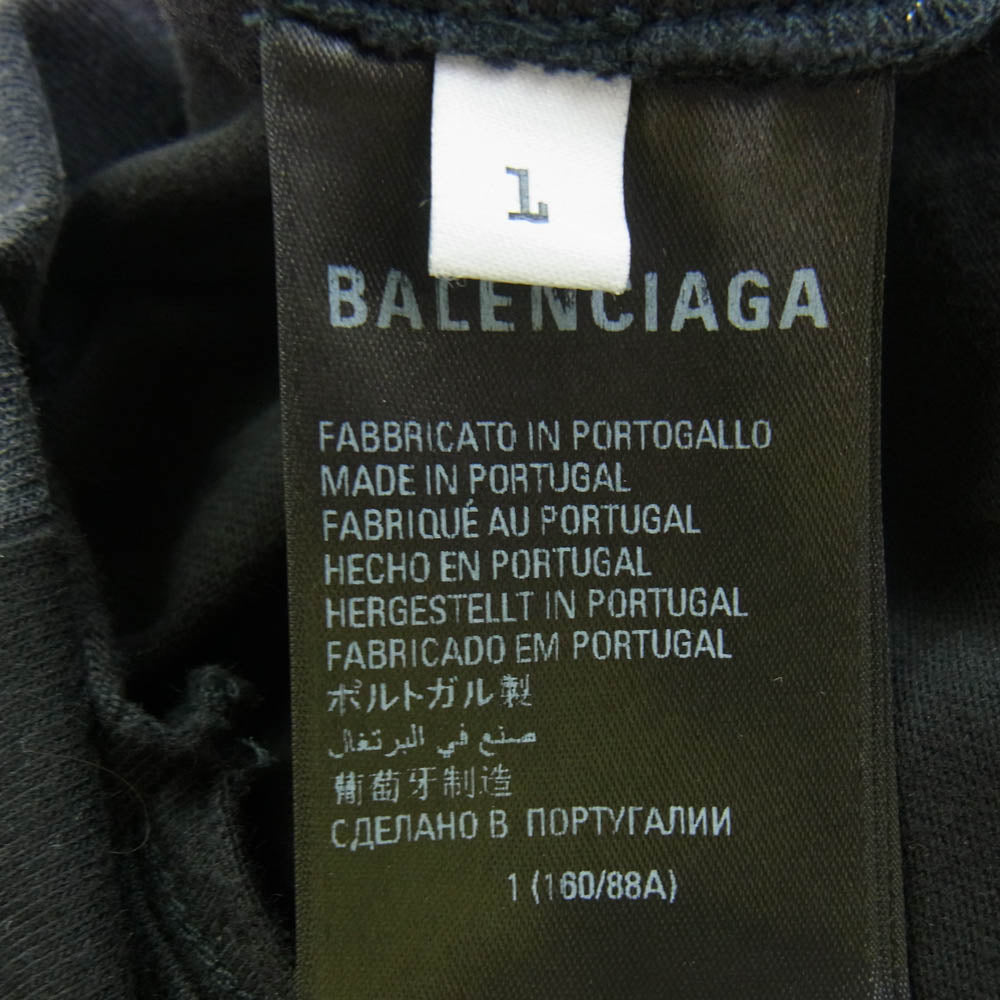 1
BALENCIAGA
FABBRICATO IN PORTOGALLO
MADE IN PORTUGAL
FABRIQUÉ AU PORTUGAL
HECHO EN PORTUGAL
HERGESTELLT IN PORTUGAL
FABRICADO EM PORTUGAL
ポルトガル製
صنع في البرتغال
葡萄牙制造
СДЕЛАНО В ПОРТУГАЛИИ
1 (160/88A)